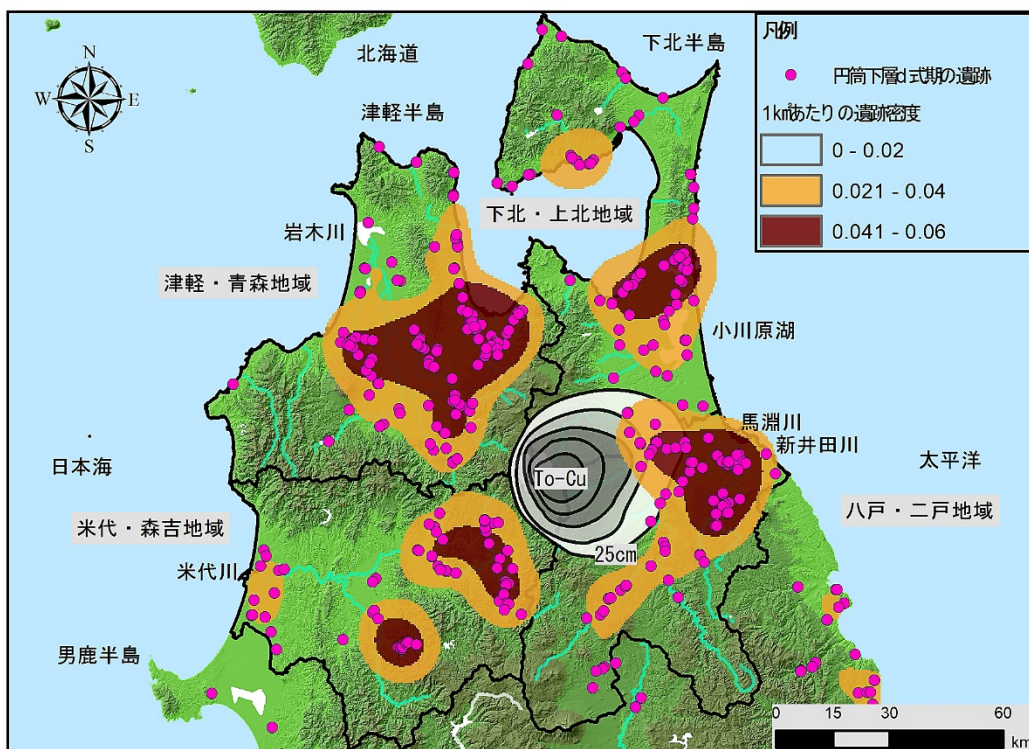 凡例
円筒下層d式期の遺跡
1k㎡あたりの遺跡密度
0 - 0.02
0.021 - 0.04
0.041 - 0.06
N
W
E
S
北海道
下北半島
津軽半島
下北・上北地域
岩木川
津軽・青森地域
小川原湖
馬淵川
新井田川
太平洋
日本海
To-Cu
八戸・二戸地域
米代・森吉地域
25cm
米代川
男鹿半島
0
15
30
60
km